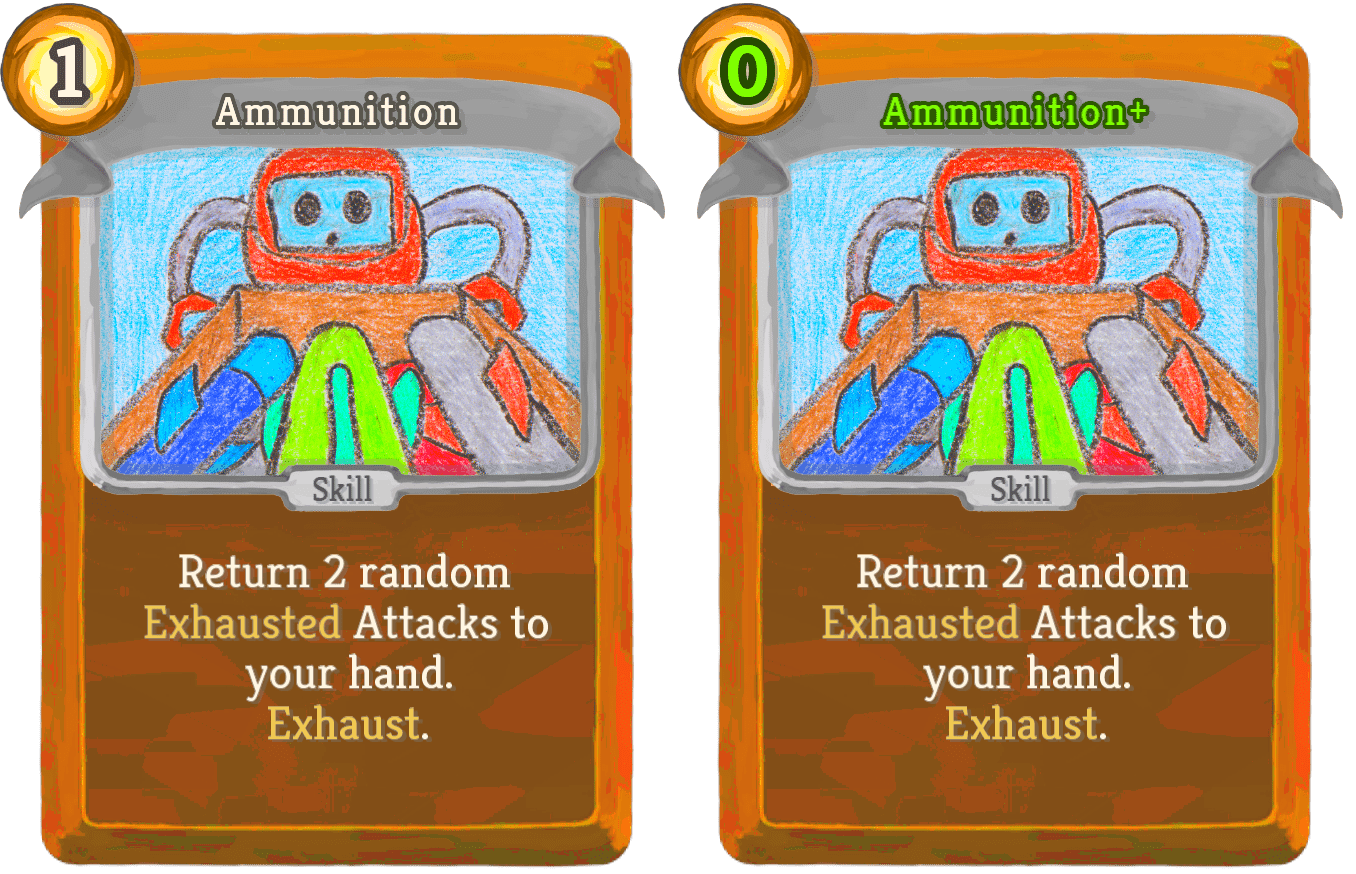 1
Ammunition
Skill
Return 2 random
Exhausted Attacks to
your hand.
Exhaust.
0
Ammunition+
Skill
Return 2 random
Exhausted Attacks to
your hand.
Exhaust.